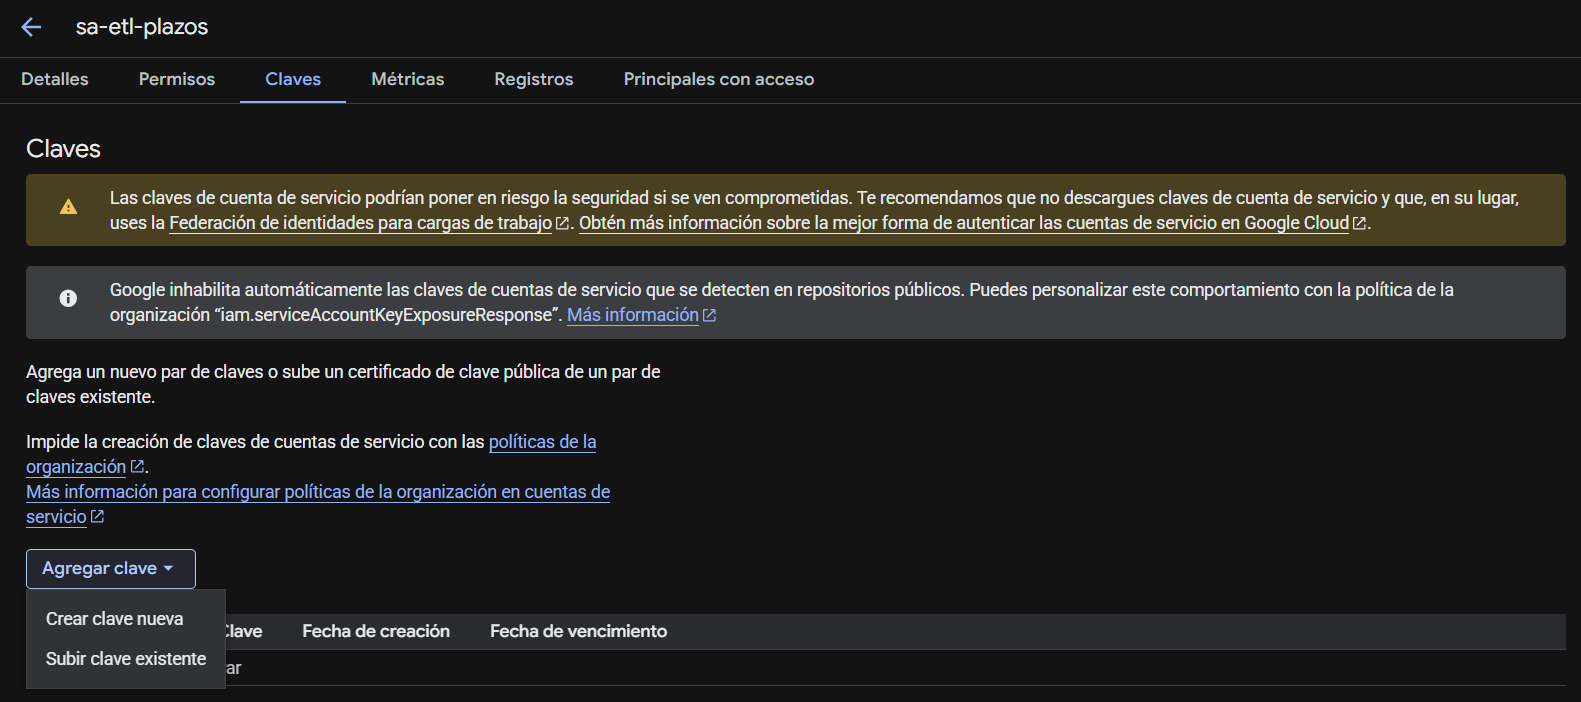 sa-etl-plazos
Detalles Permisos Claves Métricas Registros Principales con acceso
Claves
Las claves de cuenta de servicio podrían poner en riesgo la seguridad si se ven comprometidas. Te recomendamos que no descargues claves de cuenta de servicio y que, en su lugar,
uses la Federación de identidades para cargas de trabajo. Obtén más información sobre la mejor forma de autenticar las cuentas de servicio en Google Cloud.
Google inhabilita automáticamente las claves de cuentas de servicio que se detecten en repositorios públicos. Puedes personalizar este comportamiento con la política de la
organización “iam.serviceAccountKeyExposureResponse”. Más información
Agrega un nuevo par de claves o sube un certificado de clave pública de un par de
claves existente.
Impide la creación de claves de cuentas de servicio con las políticas de la
organización.
Más información para configurar políticas de la organización en cuentas de
servicio
Agregar clave
Crear clave nueva
Clave Fecha de creación Fecha de vencimiento
Subir clave existente
ar